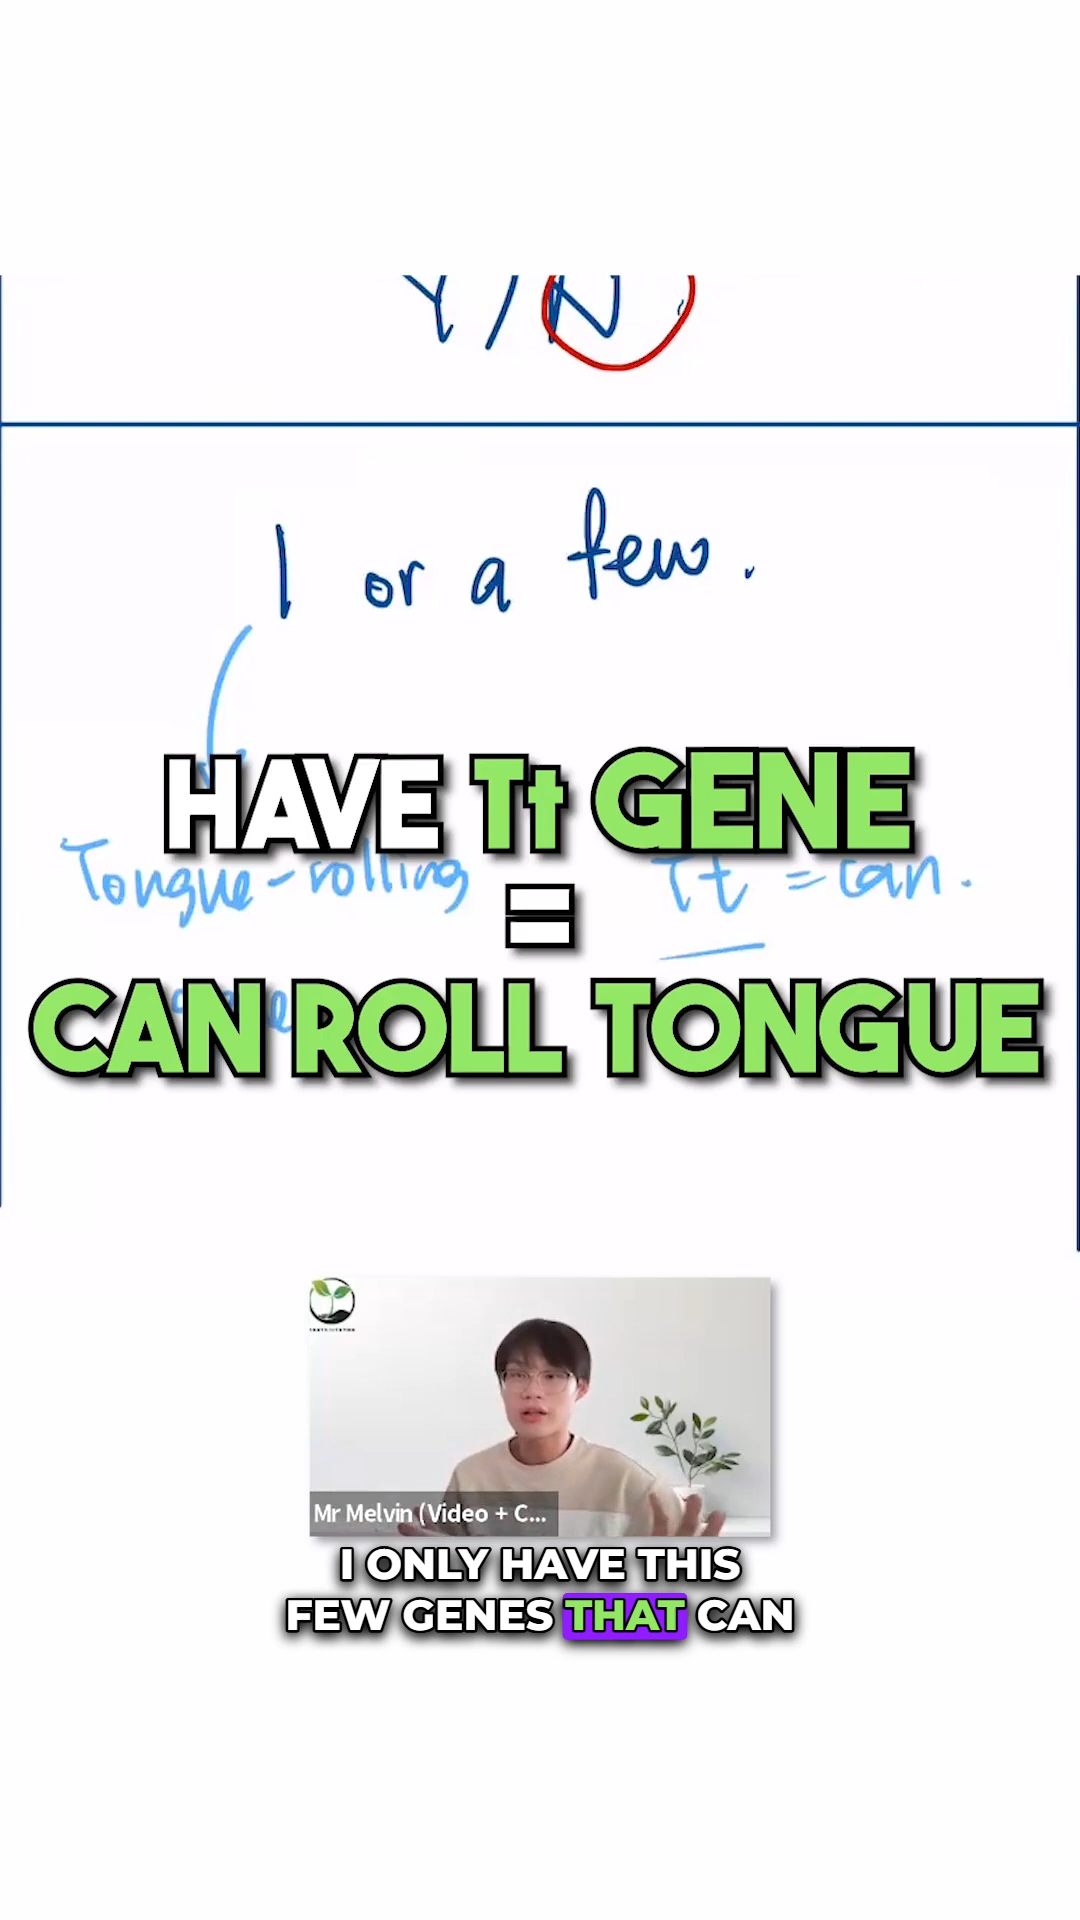 Y/N
1 or a few.
HAVE Tt GENE
Tongue-rolling Tt = can.
=
CAN ROLL TONGUE
Mr Melvin (Video + C...
I ONLY HAVE THIS
FEW GENES THAT CAN